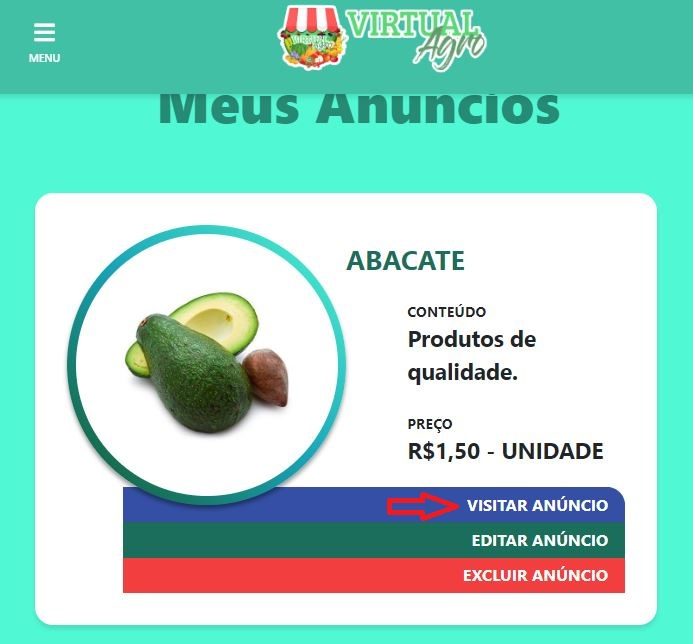 MENU
VIRTUAL
Agro
Meus Anúncios
ABACATE
CONTEÚDO
Produtos de
qualidade.
PREÇO
R$1,50 - UNIDADE
VISITAR ANÚNCIO
EDITAR ANÚNCIO
EXCLUIR ANÚNCIO